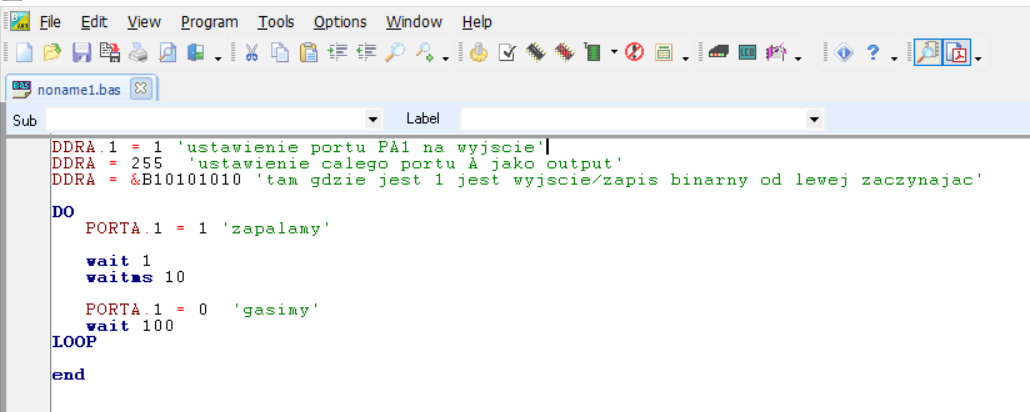 File Edit View Program Tools Options Window Help
noname1.bas
Sub Label
DDRA.1 = 1 'ustawienie portu PA1 na wyjscie'
DDRA = 255 'ustawienie calego portu A jako output'
DDRA = &B10101010 'tam gdzie jest 1 jest wyjscie/zapis binarny od lewej zaczynajac'
DO
PORTA.1 = 1 'zapalamy'
wait 1
waitms 10
PORTA.1 = 0 'gasimy'
wait 100
LOOP
end